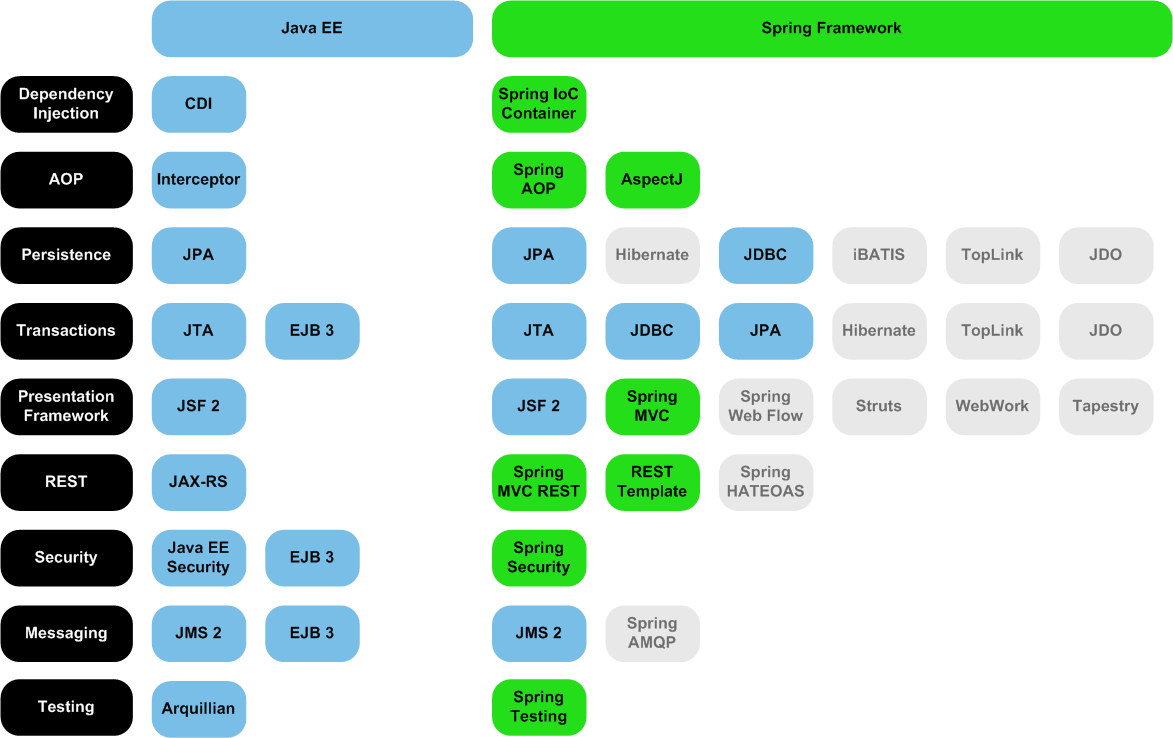 Java EE
Spring Framework
Dependency
Injection
CDI
Spring IoC
Container
AOP
Interceptor
Spring
AOP
AspectJ
Persistence
JPA
JPA
Hibernate
JDBC
iBATIS
TopLink
JDO
Transactions
JTA
EJB 3
JTA
JDBC
JPA
Hibernate
TopLink
JDO
Presentation
Framework
JSF 2
JSF 2
Spring
MVC
Spring
Web Flow
Struts
WebWork
Tapestry
REST
JAX-RS
Spring
MVC REST
REST
Template
Spring
HATEOAS
Security
Java EE
Security
EJB 3
Spring
Security
Messaging
JMS 2
EJB 3
JMS 2
Spring
AMQP
Testing
Arquillian
Spring
Testing